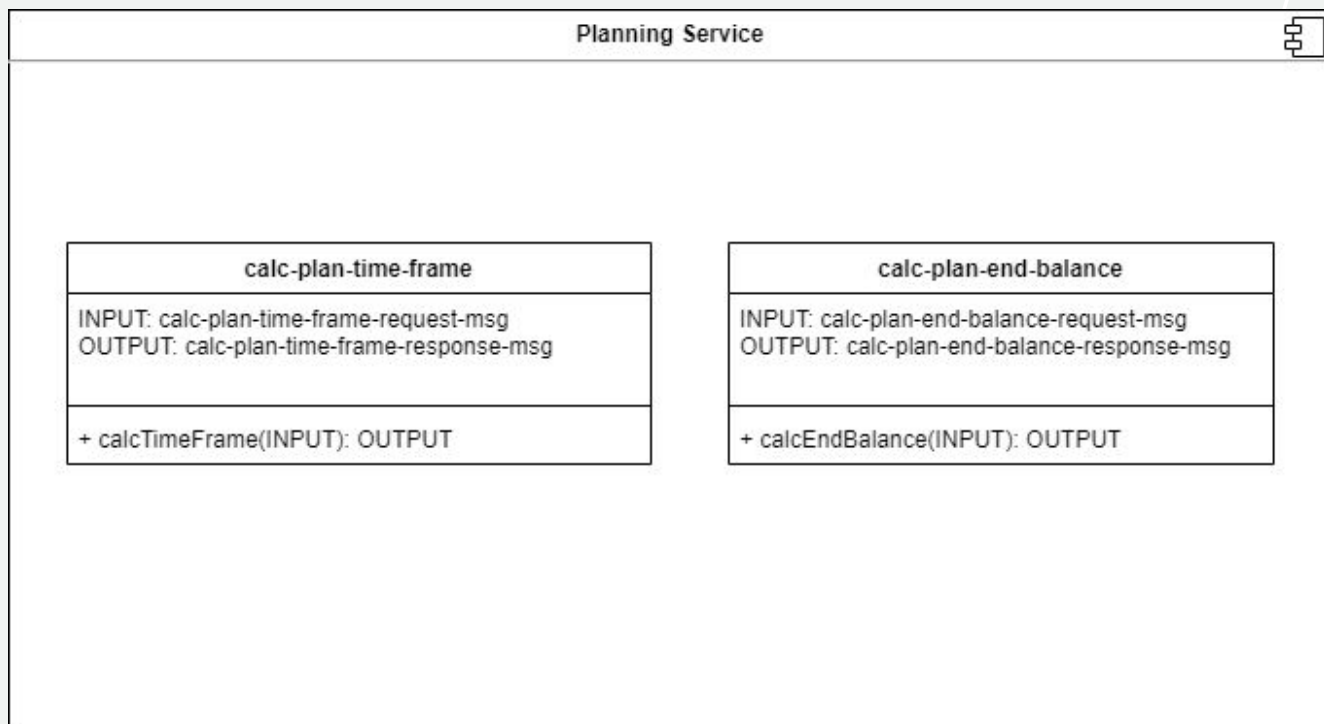 Planning Service
calc-plan-time-frame
INPUT: calc-plan-time-frame-request-msg
OUTPUT: calc-plan-time-frame-response-msg
+ calcTimeFrame(INPUT): OUTPUT
calc-plan-end-balance
INPUT: calc-plan-end-balance-request-msg
OUTPUT: calc-plan-end-balance-response-msg
+ calcEndBalance(INPUT): OUTPUT